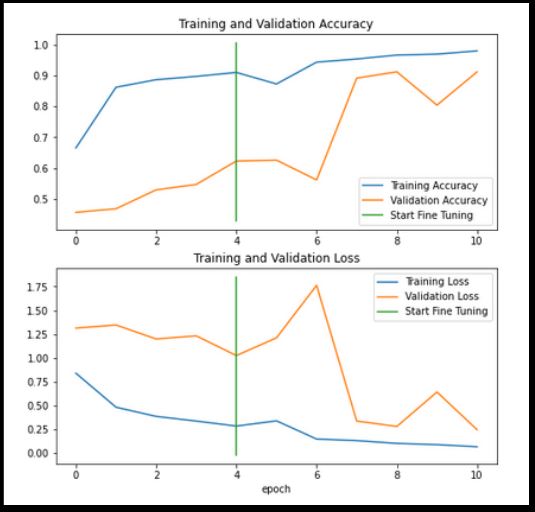 Training and Validation Accuracy
1.0
0.9
0.8
0.7
0.6
0.5
Training Accuracy
Validation Accuracy
Start Fine Tuning
0 2 4 6 8 10
Training and Validation Loss
1.75
1.50
1.25
1.00
0.75
0.50
0.25
0.00
Training Loss
Validation Loss
Start Fine Tuning
0 2 4 6 8 10
epoch